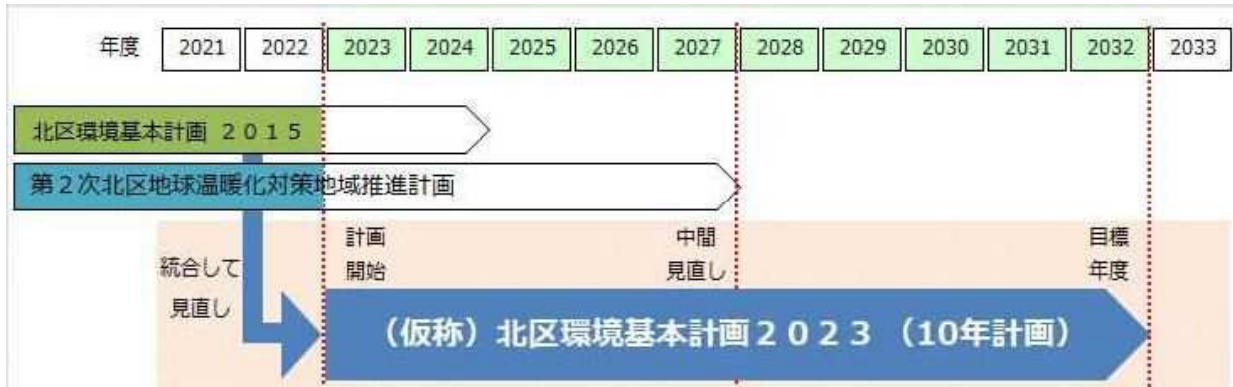 年度 2021 2022 2023 2024 2025 2026 2027 2028 2029 2030 2031 2032 2033
北区環境基本計画 2015
第2次北区地球温暖化対策地域推進計画
統合して
見直し
計画
開始
中間
見直し
目標
年度
(仮称)北区環境基本計画2023(10年計画)